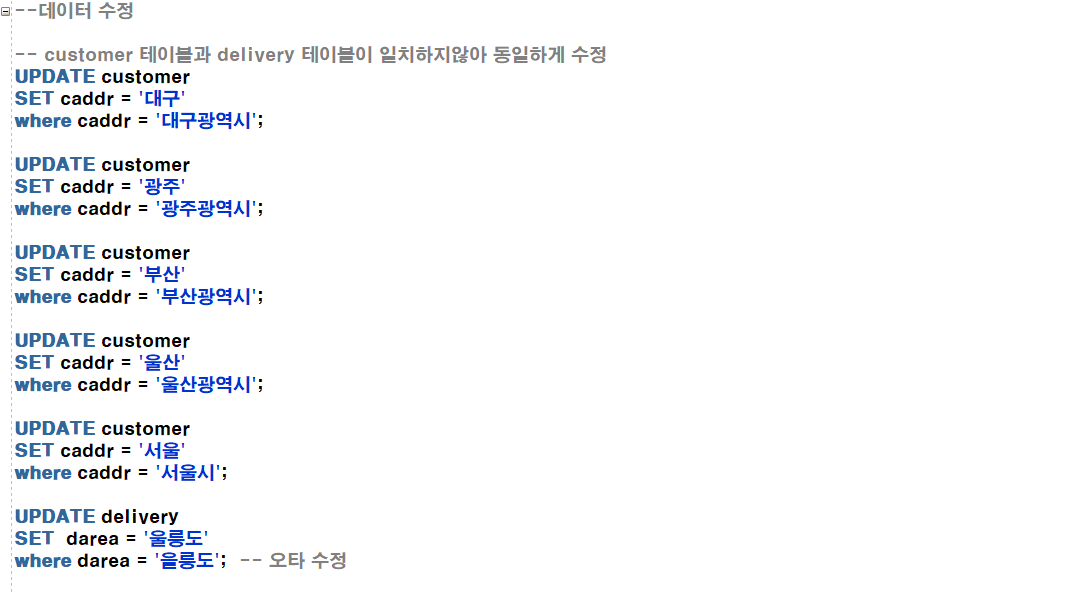 --데이터 수정
-- customer 테이블과 delivery 테이블이 일치하지않아 동일하게 수정
UPDATE customer
SET caddr = '대구'
where caddr = '대구광역시';
UPDATE customer
SET caddr = '광주'
where caddr = '광주광역시';
UPDATE customer
SET caddr = '부산'
where caddr = '부산광역시';
UPDATE customer
SET caddr = '울산'
where caddr = '울산광역시';
UPDATE customer
SET caddr = '서울'
where caddr = '서울시';
UPDATE delivery
SET  darea = '울릉도'
where darea = '을릉도';  -- 오타 수정